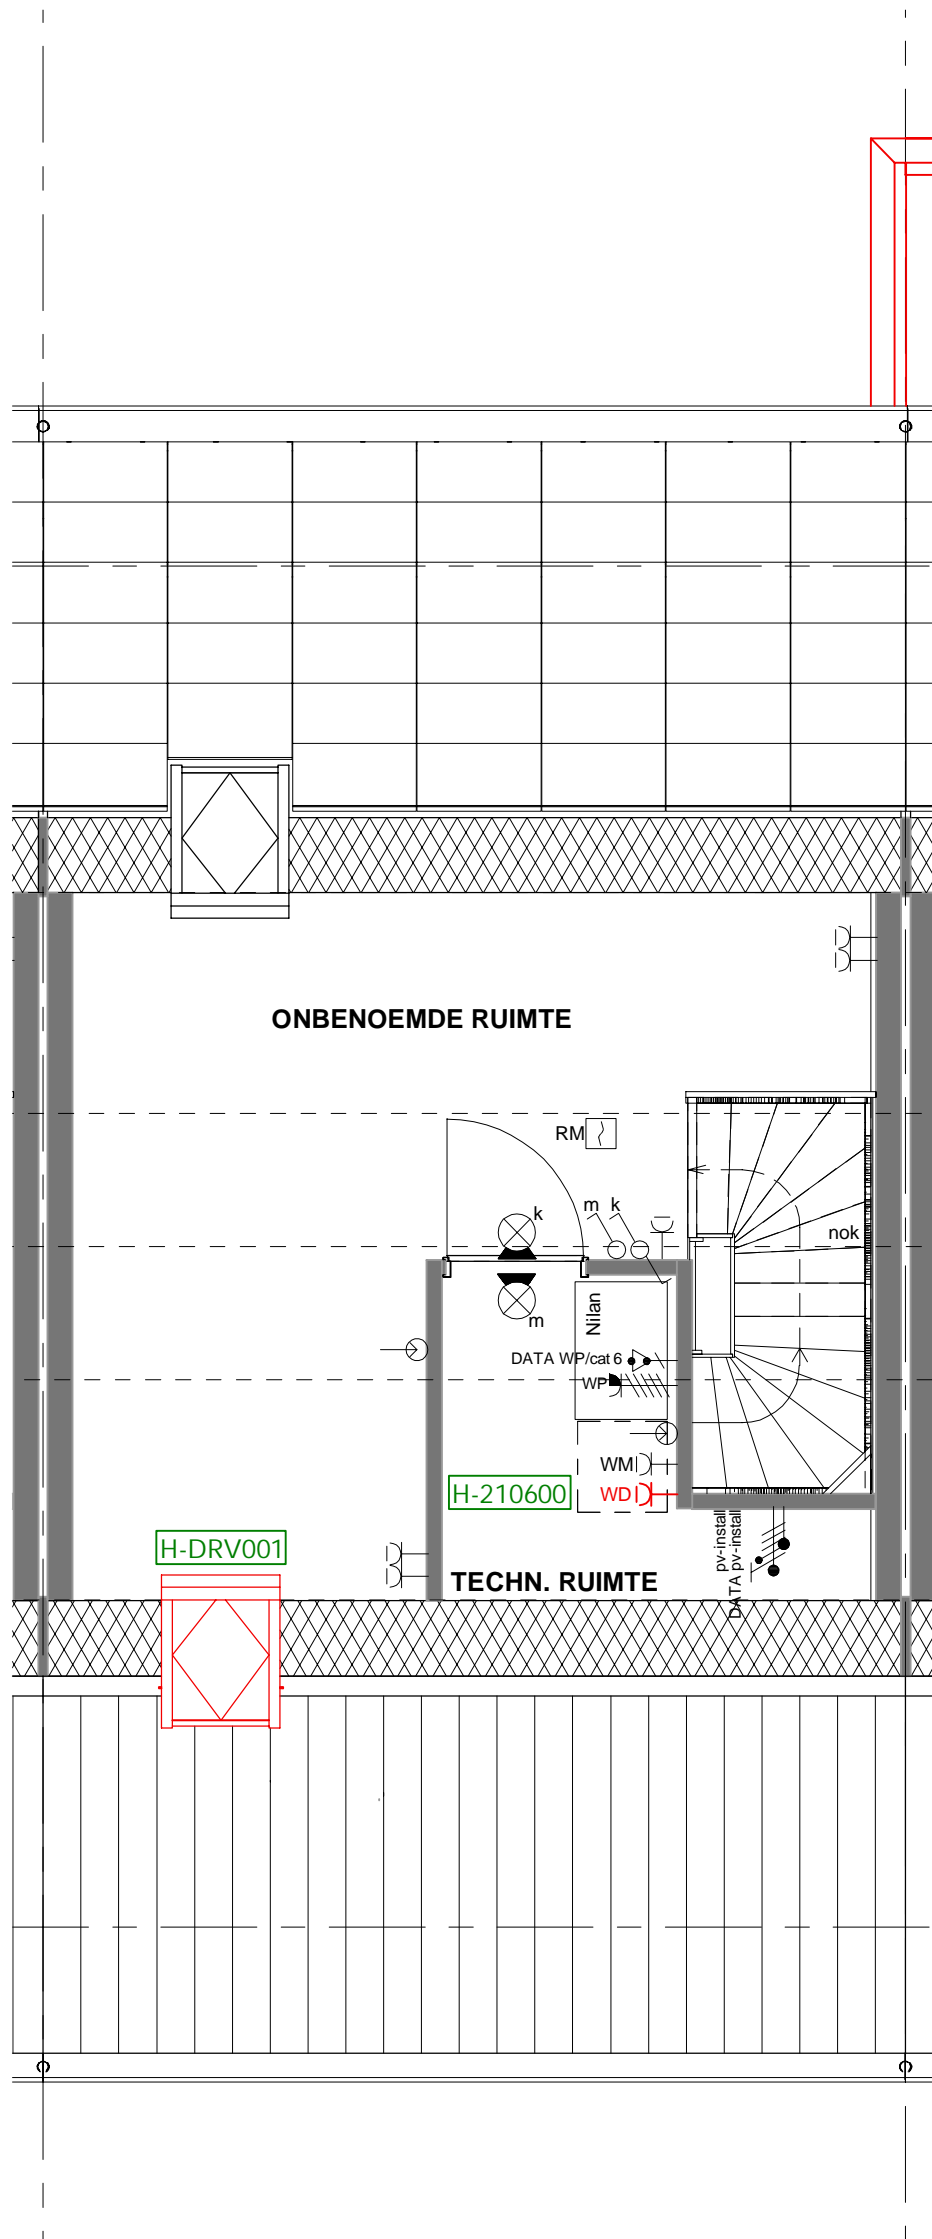 ONBENOEMDE RUIMTE
RM
m k
k
nok
Nilan
m
DATA WP/cat 6
WP
WM
H-210600
WD
pv-install
DATA pv-install
H-DRV001
TECHN. RUIMTE